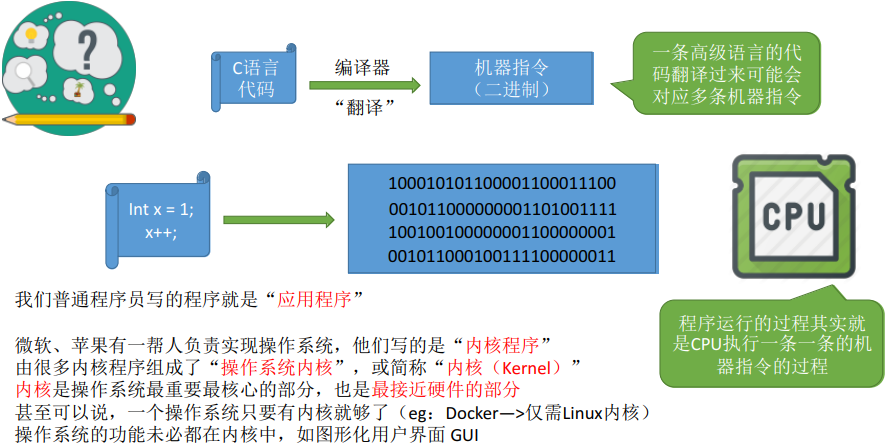 C语言
代码
编译器
“翻译”
机器指令
（二进制）
一条高级语言的代
码翻译过来可能会
对应多条机器指令
Int x = 1;
x++;
100010101100001100011100
001011000000001101001111
100100100000001100000001
001011000100111100000011
CPU
程序运行的过程其实就
是CPU执行一条一条的机
器指令的过程
我们普通程序员写的程序就是“应用程序”
微软、苹果有一帮人负责实现操作系统，他们写的是“内核程序”
由很多内核程序组成了“操作系统内核”，或简称“内核（Kernel）”
内核是操作系统最重要最核心的部分，也是最接近硬件的部分
甚至可以说，一个操作系统只要有内核就够了（eg：Docker—>仅需Linux内核）
操作系统的功能未必都在内核中，如图形化用户界面 GUI